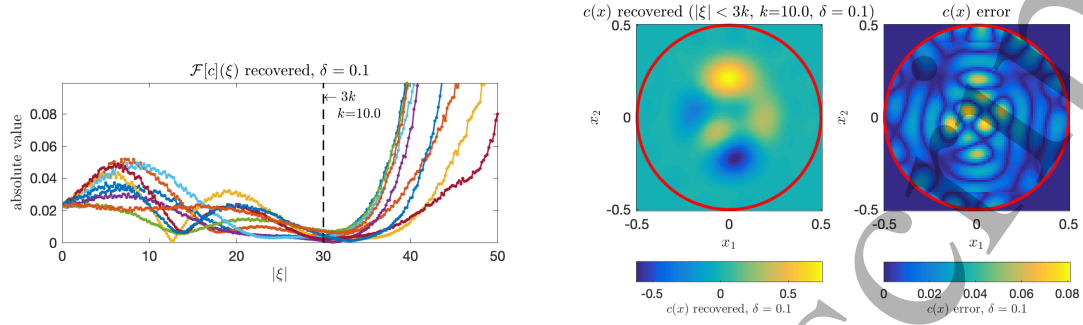 F[c](ξ) recovered, δ = 0.1
absolute value
0.08
0.06
0.04
0.02
0
← 3k
k=10.0
0 10 20 30 40 50
|ξ|
c(x) recovered (|ξ| < 3k, k=10.0, δ = 0.1)
x₂
0.5
0
-0.5
-0.5 0 0.5
x₁
-0.5 0 0.5
c(x) recovered, δ = 0.1
c(x) error
x₂
0.5
0
-0.5
-0.5 0 0.5
x₁
0 0.02 0.04 0.06 0.08
c(x) error, δ = 0.1